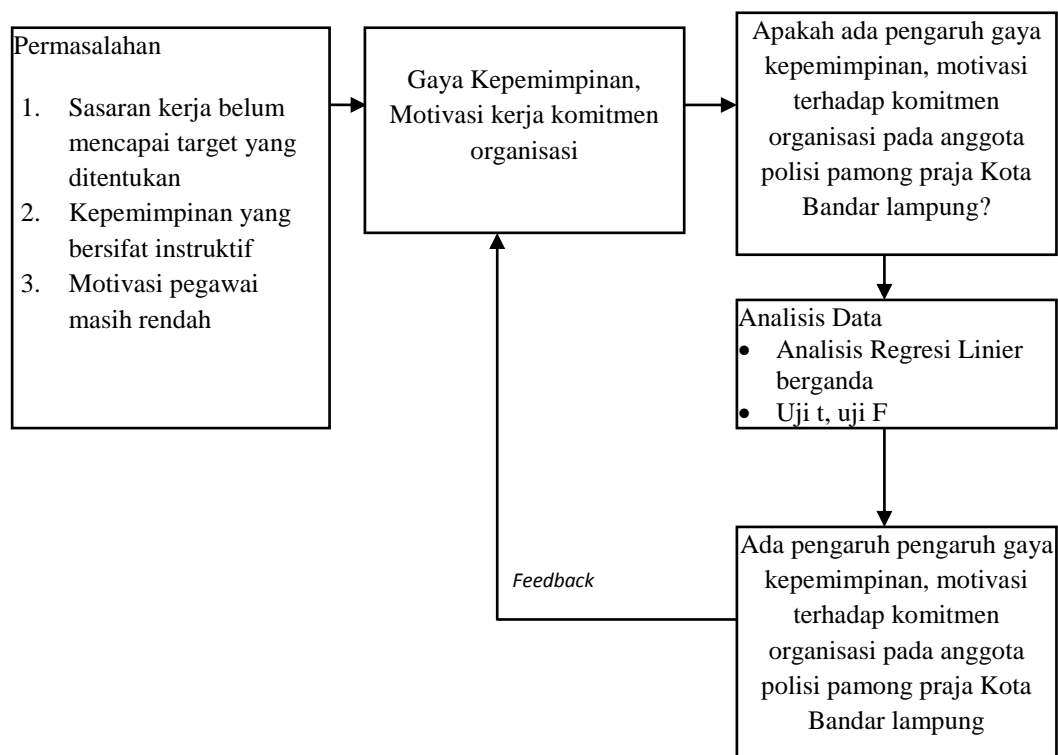 Permasalahan
1. Sasaran kerja belum
mencapai target yang
ditentukan
2. Kepemimpinan yang
bersifat instruktif
3. Motivasi pegawai
masih rendah
Gaya Kepemimpinan,
Motivasi kerja komitmen
organisasi
Apakah ada pengaruh gaya
kepemimpinan, motivasi
terhadap komitmen
organisasi pada anggota
polisi pamong praja Kota
Bandar lampung?
Analisis Data
• Analisis Regresi Linier
berganda
• Uji t, uji F
Ada pengaruh pengaruh gaya
kepemimpinan, motivasi
terhadap komitmen
organisasi pada anggota
polisi pamong praja Kota
Bandar lampung
Feedback